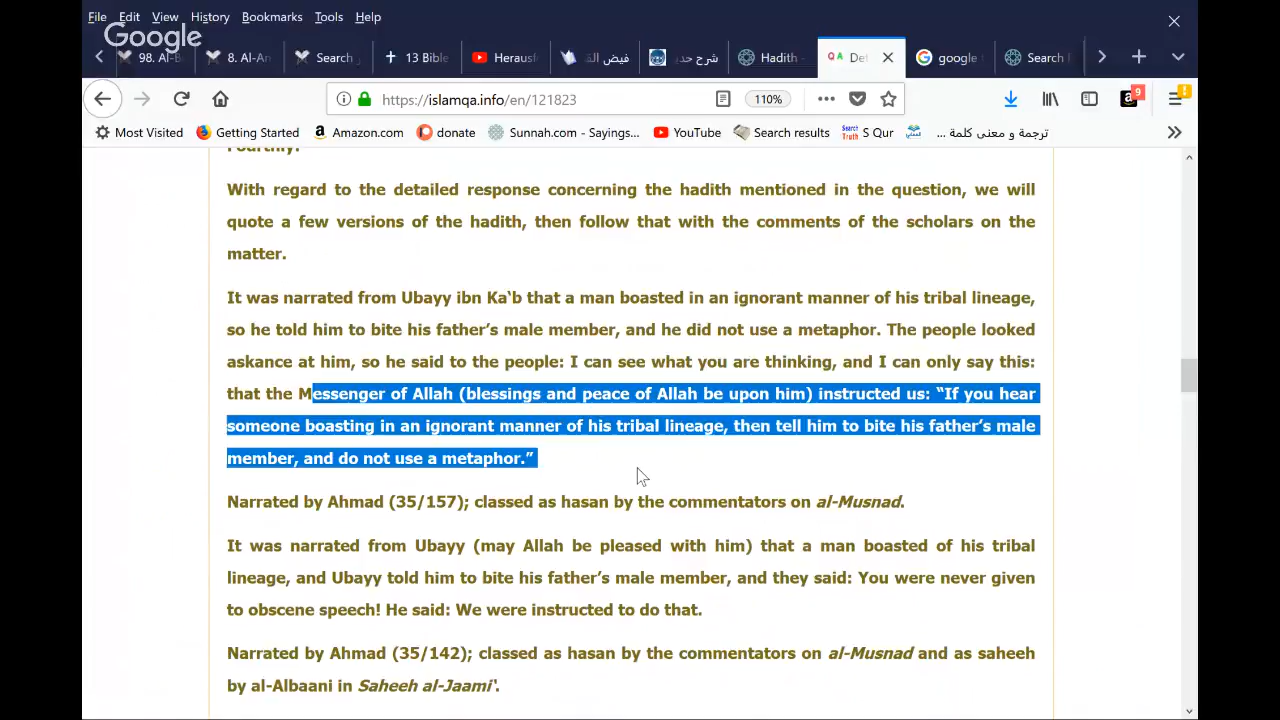 File Edit View History Bookmarks Tools Help
Google
98. Al-B 8. Al-An Search 13 Bible Herausf فيض الق شرح حدي Hadith - Q A Det google Search
https://islamqa.info/en/121823 110% 9
Most Visited Getting Started Amazon.com donate Sunnah.com - Sayings... YouTube Search results Search Truth S Qur ترجمة و معنى كلمة ...
Fourthly:
With regard to the detailed response concerning the hadith mentioned in the question, we will
quote a few versions of the hadith, then follow that with the comments of the scholars on the
matter.
It was narrated from Ubayy ibn Ka‘b that a man boasted in an ignorant manner of his tribal lineage,
so he told him to bite his father’s male member, and he did not use a metaphor. The people looked
askance at him, so he said to the people: I can see what you are thinking, and I can only say this:
that the Messenger of Allah (blessings and peace of Allah be upon him) instructed us: “If you hear
someone boasting in an ignorant manner of his tribal lineage, then tell him to bite his father’s male
member, and do not use a metaphor.”
Narrated by Ahmad (35/157); classed as hasan by the commentators on al-Musnad.
It was narrated from Ubayy (may Allah be pleased with him) that a man boasted of his tribal
lineage, and Ubayy told him to bite his father’s male member, and they said: You were never given
to obscene speech! He said: We were instructed to do that.
Narrated by Ahmad (35/142); classed as hasan by the commentators on al-Musnad and as saheeh
by al-Albaani in Saheeh al-Jaami‘.